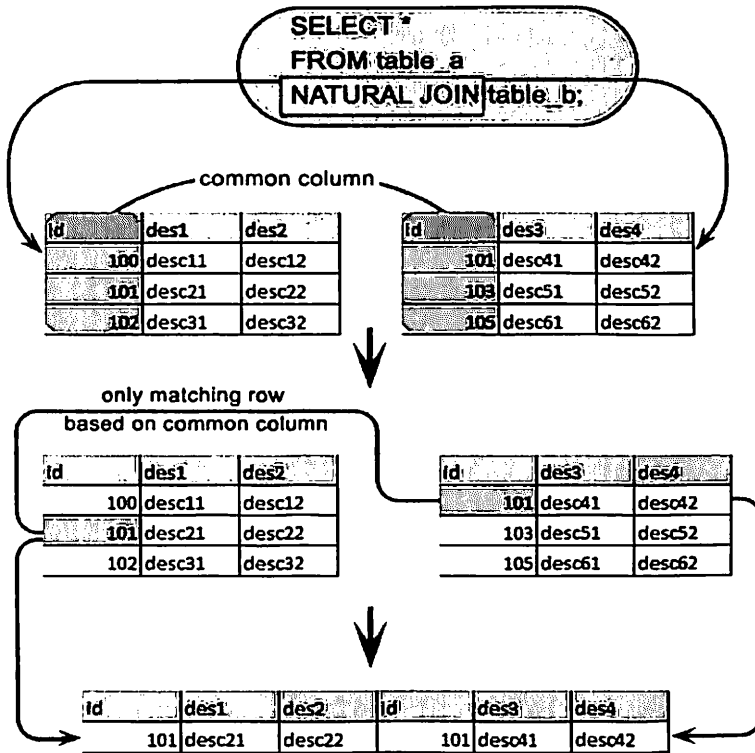 SELECT *
FROM table_a
NATURAL JOIN table_b;
common column
id des1 des2
100 desc11 desc12
101 desc21 desc22
102 desc31 desc32
id des3 des4
101 desc41 desc42
103 desc51 desc52
105 desc61 desc62
only matching row
based on common column
id des1 des2
100 desc11 desc12
101 desc21 desc22
102 desc31 desc32
id des3 des4
101 desc41 desc42
103 desc51 desc52
105 desc61 desc62
id des1 des2 id des3 des4
101 desc21 desc22 101 desc41 desc42